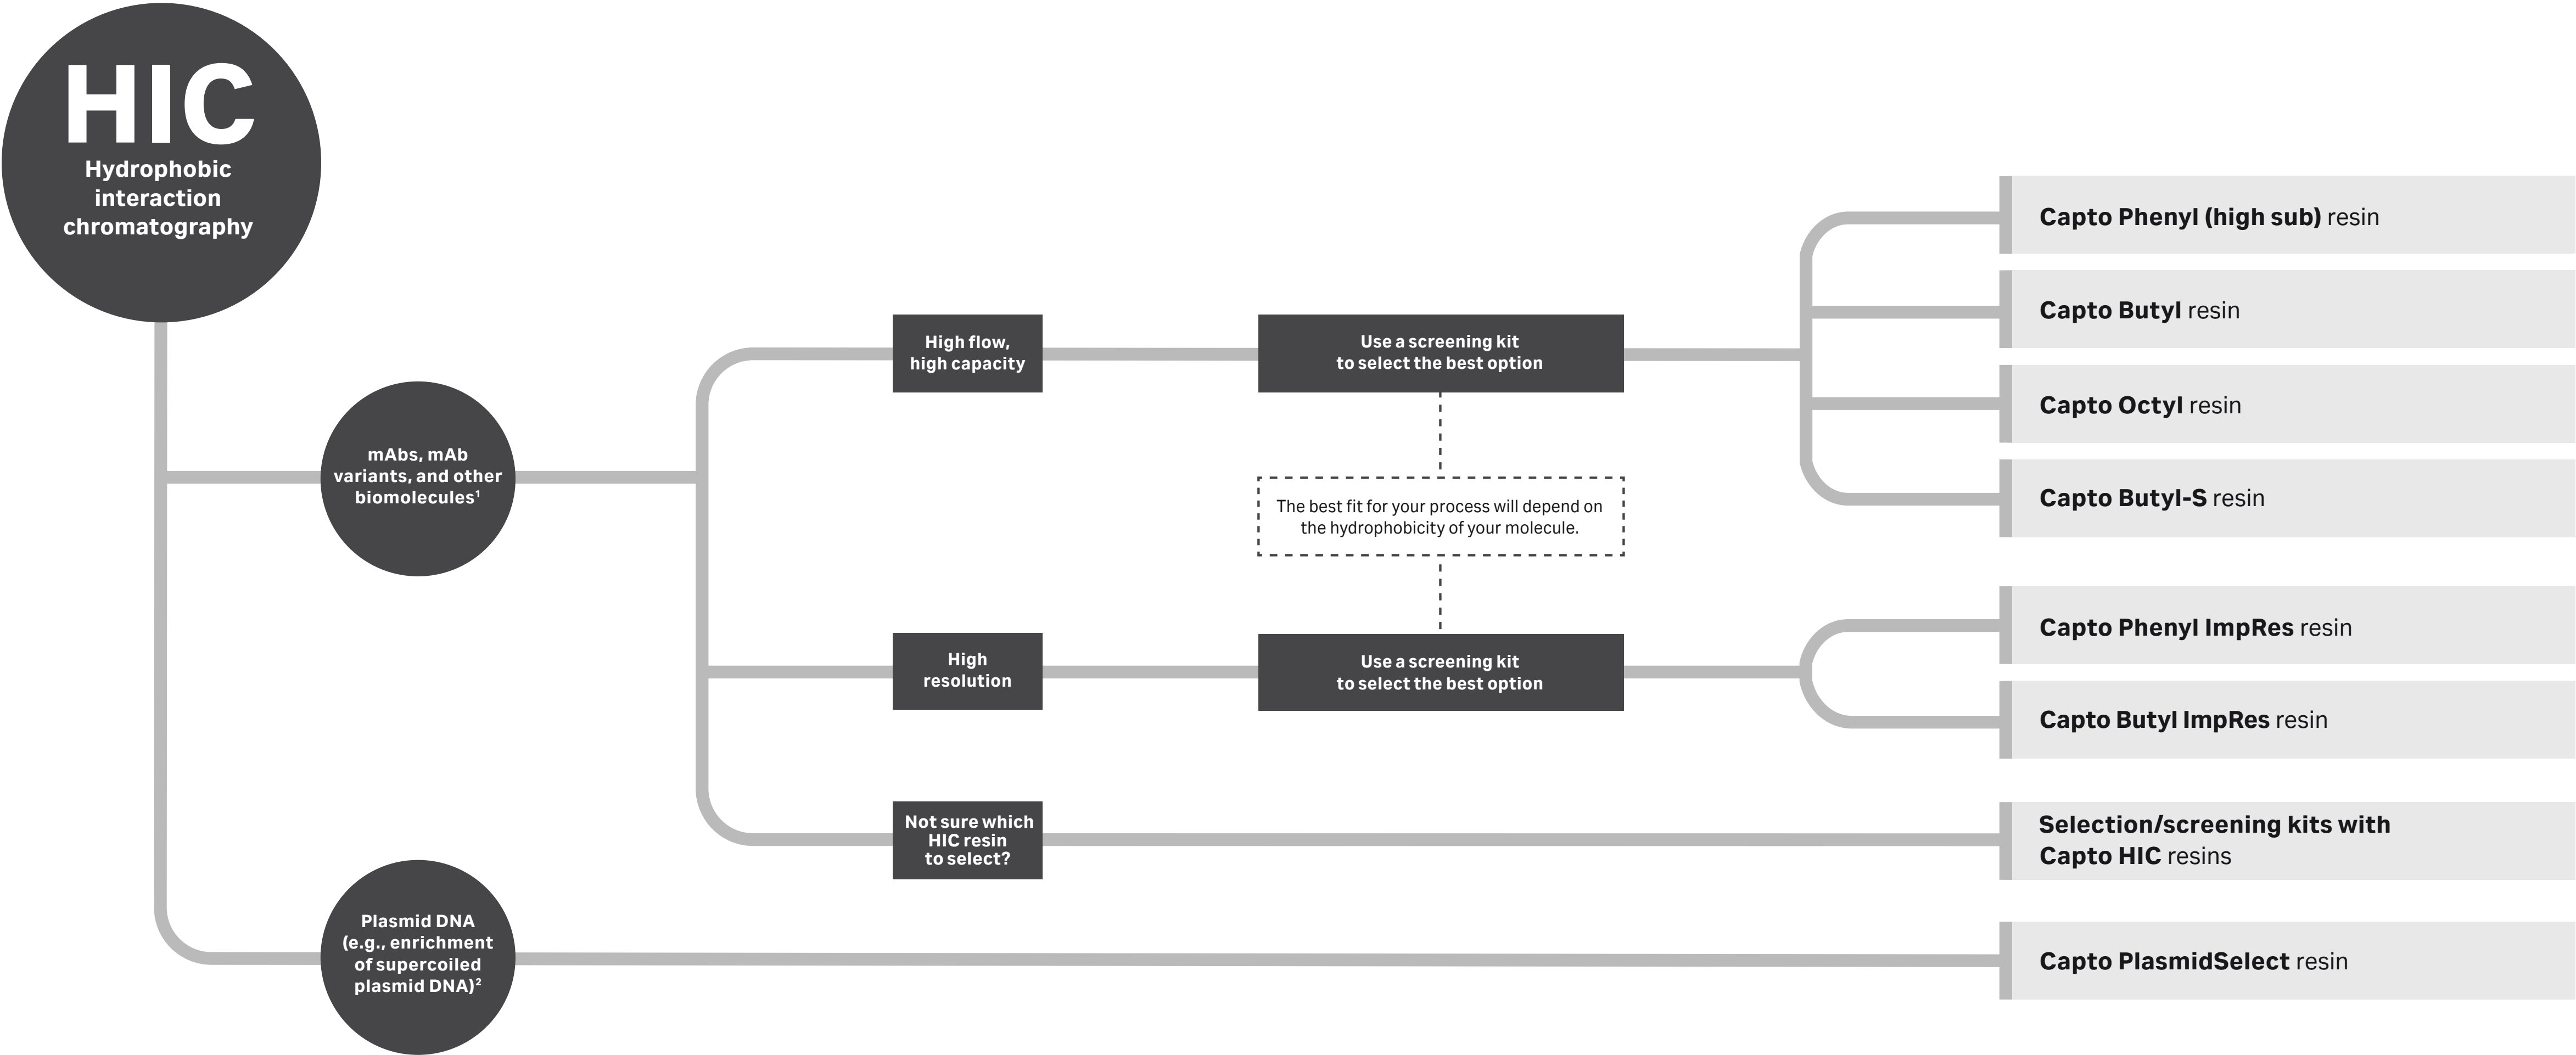 HIC
Hydrophobic
interaction
chromatography
mAbs, mAb
variants, and other
biomolecules¹
Plasmid DNA
(e.g., enrichment
of supercoiled
plasmid DNA)²
High flow,
high capacity
High
resolution
Not sure which
HIC resin
to select?
Use a screening kit
to select the best option
The best fit for your process will depend on
the hydrophobicity of your molecule.
Use a screening kit
to select the best option
Capto Phenyl (high sub) resin
Capto Butyl resin
Capto Octyl resin
Capto Butyl-S resin
Capto Phenyl ImpRes resin
Capto Butyl ImpRes resin
Selection/screening kits with
Capto HIC resins
Capto PlasmidSelect resin